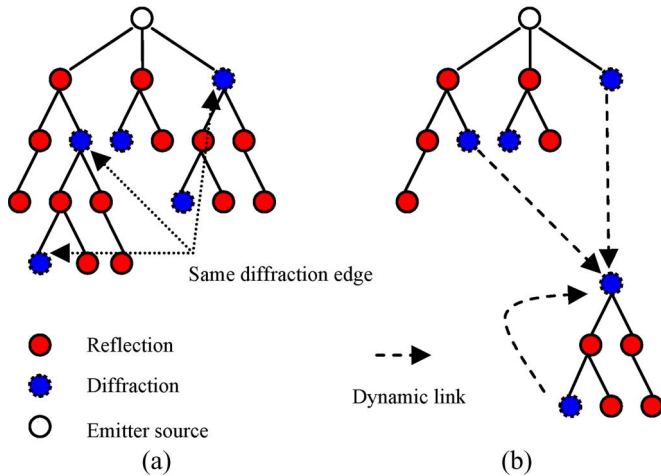 Same diffraction edge
Reflection
Diffraction
Emitter source
(a)
Dynamic link
(b)